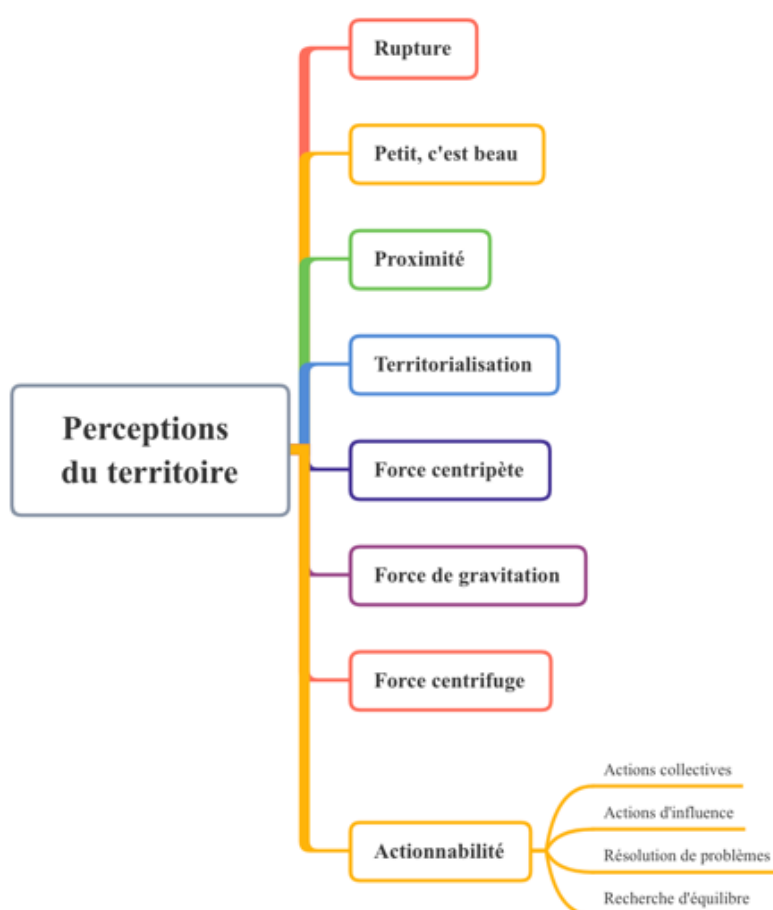 Rupture
Petit, c'est beau
Proximité
Territorialisation
Perceptions
du territoire
Force centripète
Force de gravitation
Force centrifuge
Actionnabilité
Actions collectives
Actions d'influence
Résolution de problèmes
Recherche d'équilibre